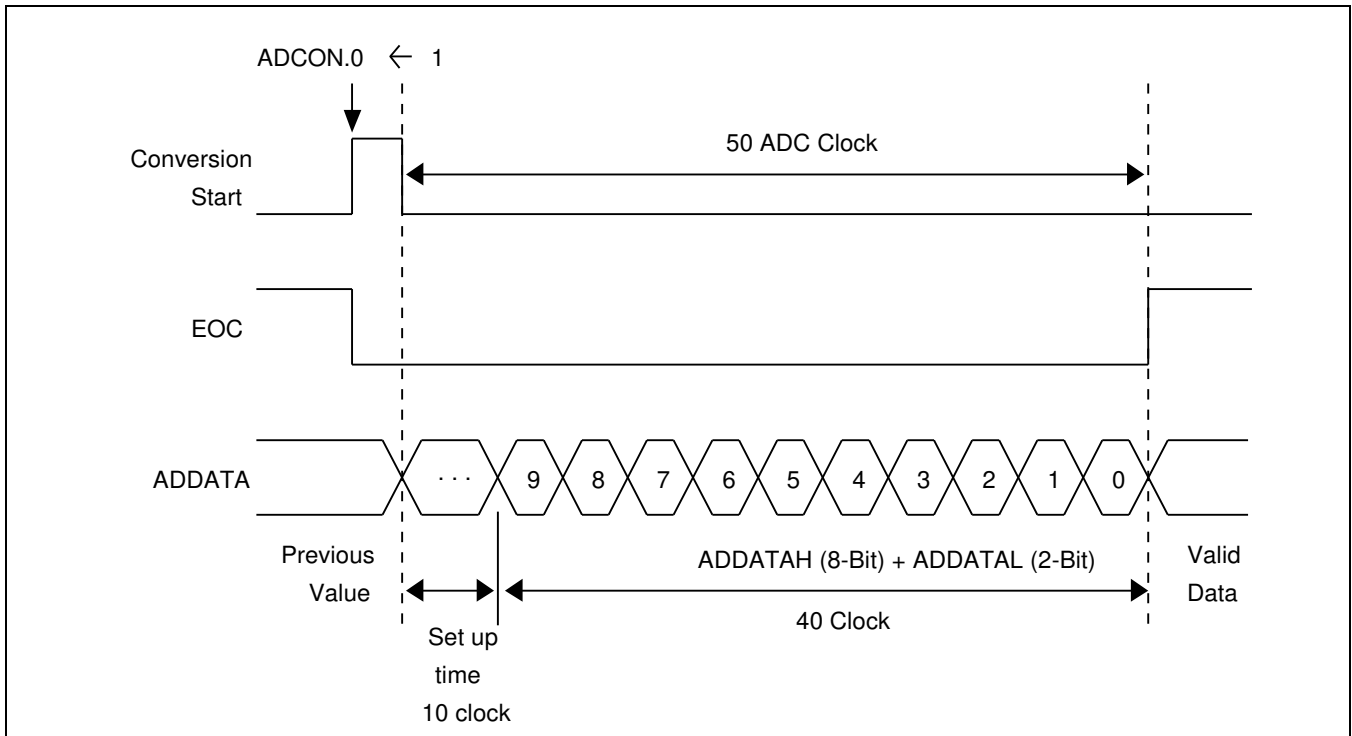 ADCON.0 ← 1
50 ADC Clock
Conversion
Start
EOC
ADDATA
· · ·
9 8 7 6 5 4 3 2 1 0
Previous
Value
ADDATAH (8-Bit) + ADDATAL (2-Bit)
Valid
Data
40 Clock
Set up
time
10 clock